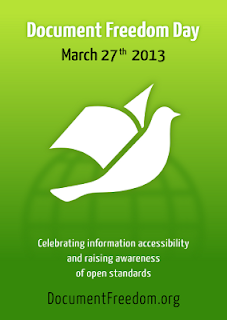 Document Freedom Day
March 27th 2013
Celebrating information accessibility
and raising awareness
of open standards
DocumentFreedom.org